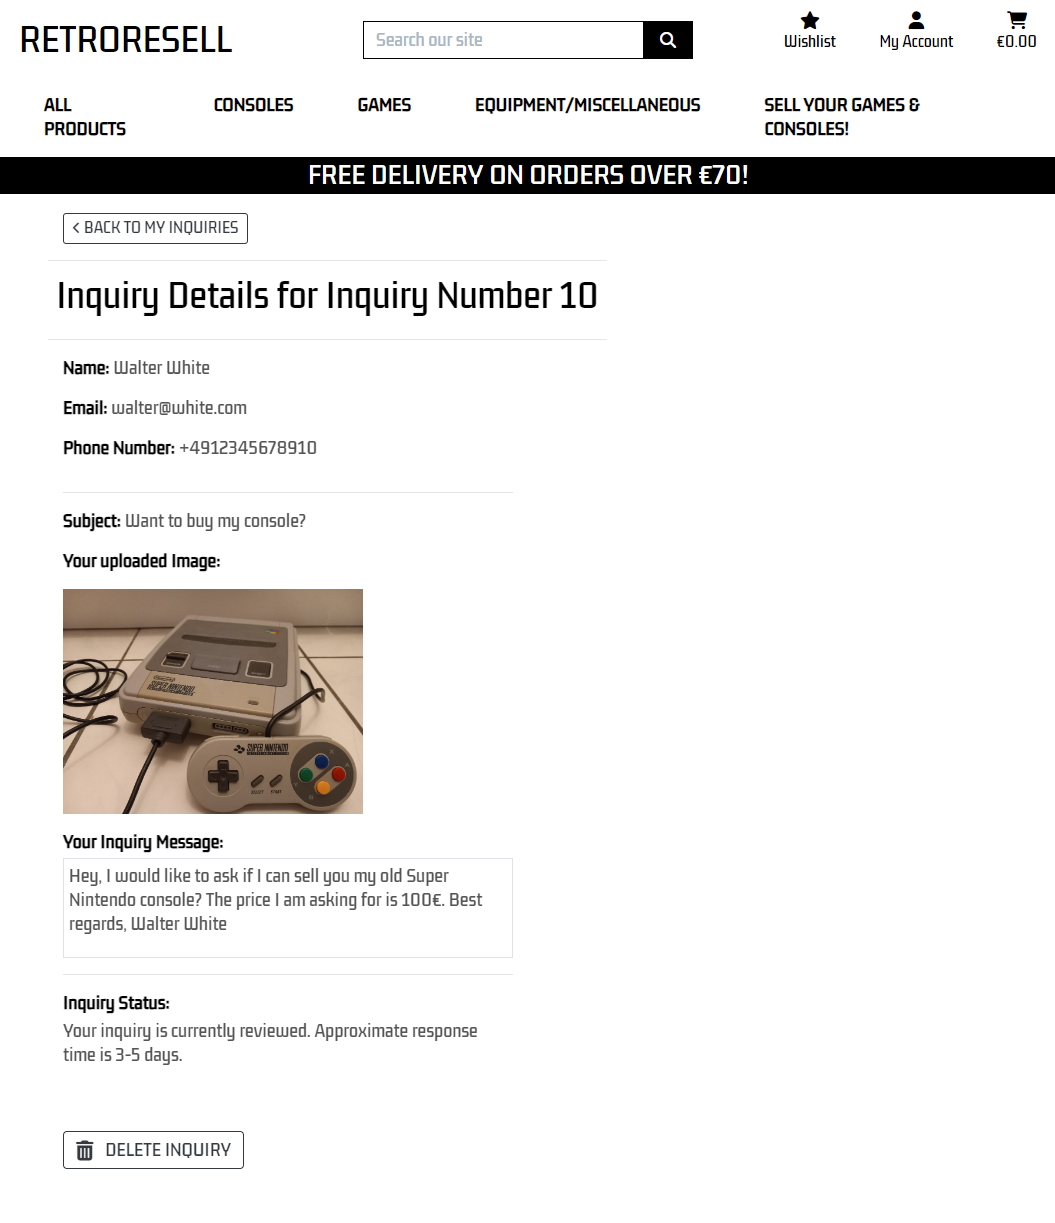 RETRORESELL
Search our site
Wishlist
My Account
€0.00
ALL
PRODUCTS
CONSOLES
GAMES
EQUIPMENT/MISCELLANEOUS
SELL YOUR GAMES &
CONSOLES!
FREE DELIVERY ON ORDERS OVER €70!
BACK TO MY INQUIRIES
Inquiry Details for Inquiry Number 10
Name: Walter White
Email: walter@white.com
Phone Number: +4912345678910
Subject: Want to buy my console?
Your uploaded Image:
SUPER NINTENDO
SUPER NINTENDO
SELECT START
Your Inquiry Message:
Hey, I would like to ask if I can sell you my old Super
Nintendo console? The price I am asking for is 100€. Best
regards, Walter White
Inquiry Status:
Your inquiry is currently reviewed. Approximate response
time is 3-5 days.
DELETE INQUIRY